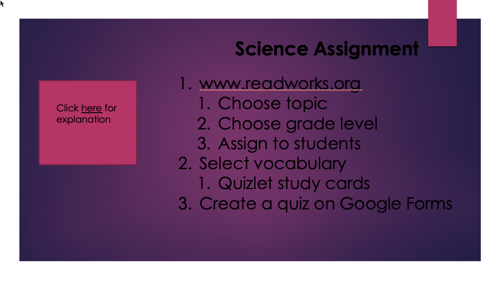 Science Assignment
Click here for
explanation
1. www.readworks.org
1. Choose topic
2. Choose grade level
3. Assign to students
2. Select vocabulary
1. Quizlet study cards
3. Create a quiz on Google Forms